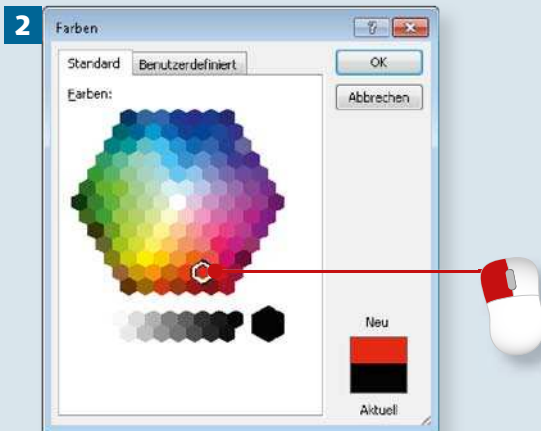 2
Farben
Standard Benutzerdefiniert
Farben:
OK
Abbrechen
Neu
Aktuell